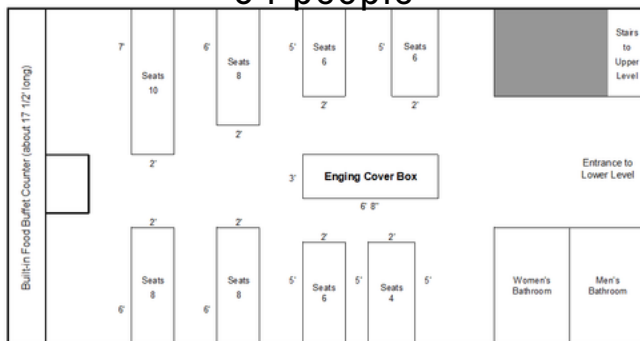 people
Built-in Food Buffet Counter (about 17 1/2' long)
7'
Seats
10
2'
6'
Seats
8
2'
5'
Seats
6
2'
5'
Seats
6
2'
Stairs
to
Upper
Level
3'
Enging Cover Box
6' 8"
Entrance to
Lower Level
2'
Seats
8
6'
2'
Seats
8
6'
2'
5'
Seats
6
2'
5'
Seats
4
5'
Women's
Bathroom
Men's
Bathroom